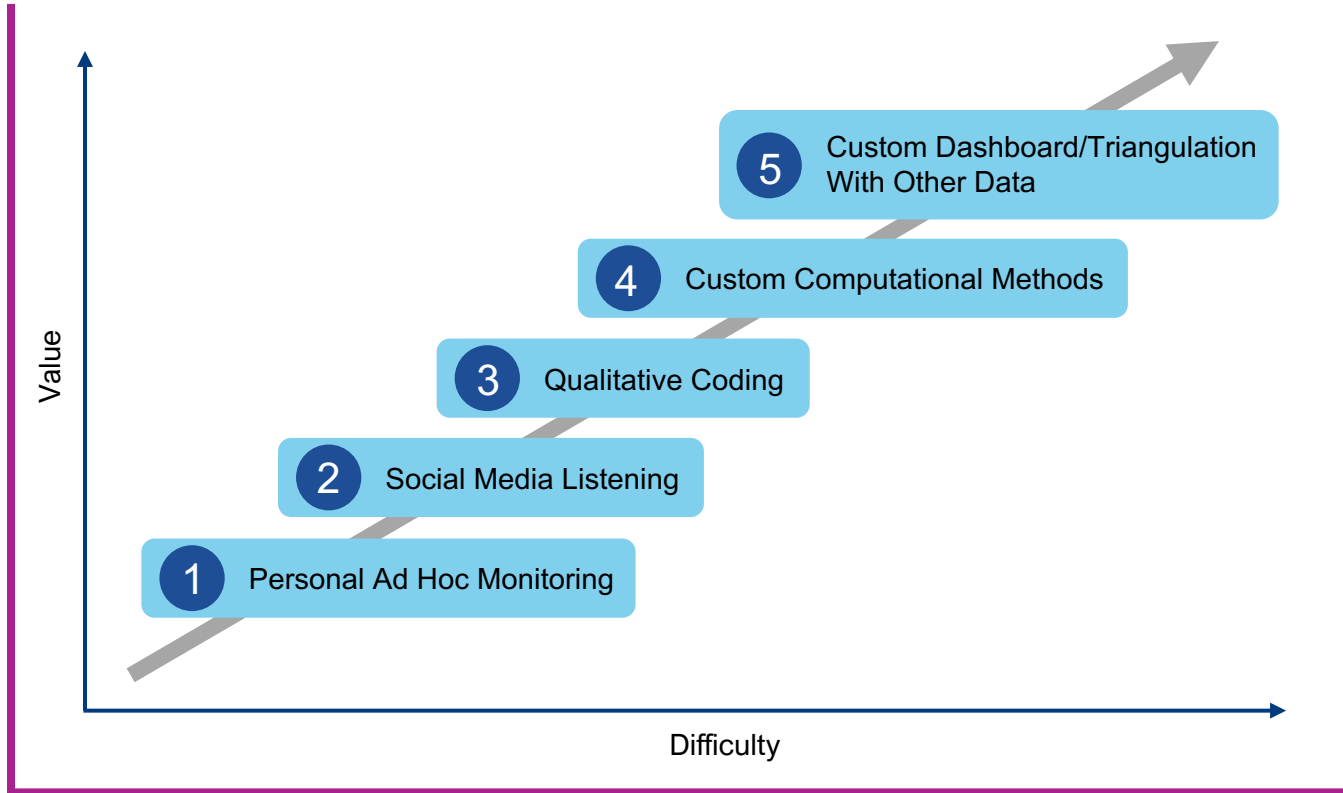 5 Custom Dashboard/Triangulation
With Other Data
4 Custom Computational Methods
3 Qualitative Coding
2 Social Media Listening
1 Personal Ad Hoc Monitoring
Value
Difficulty